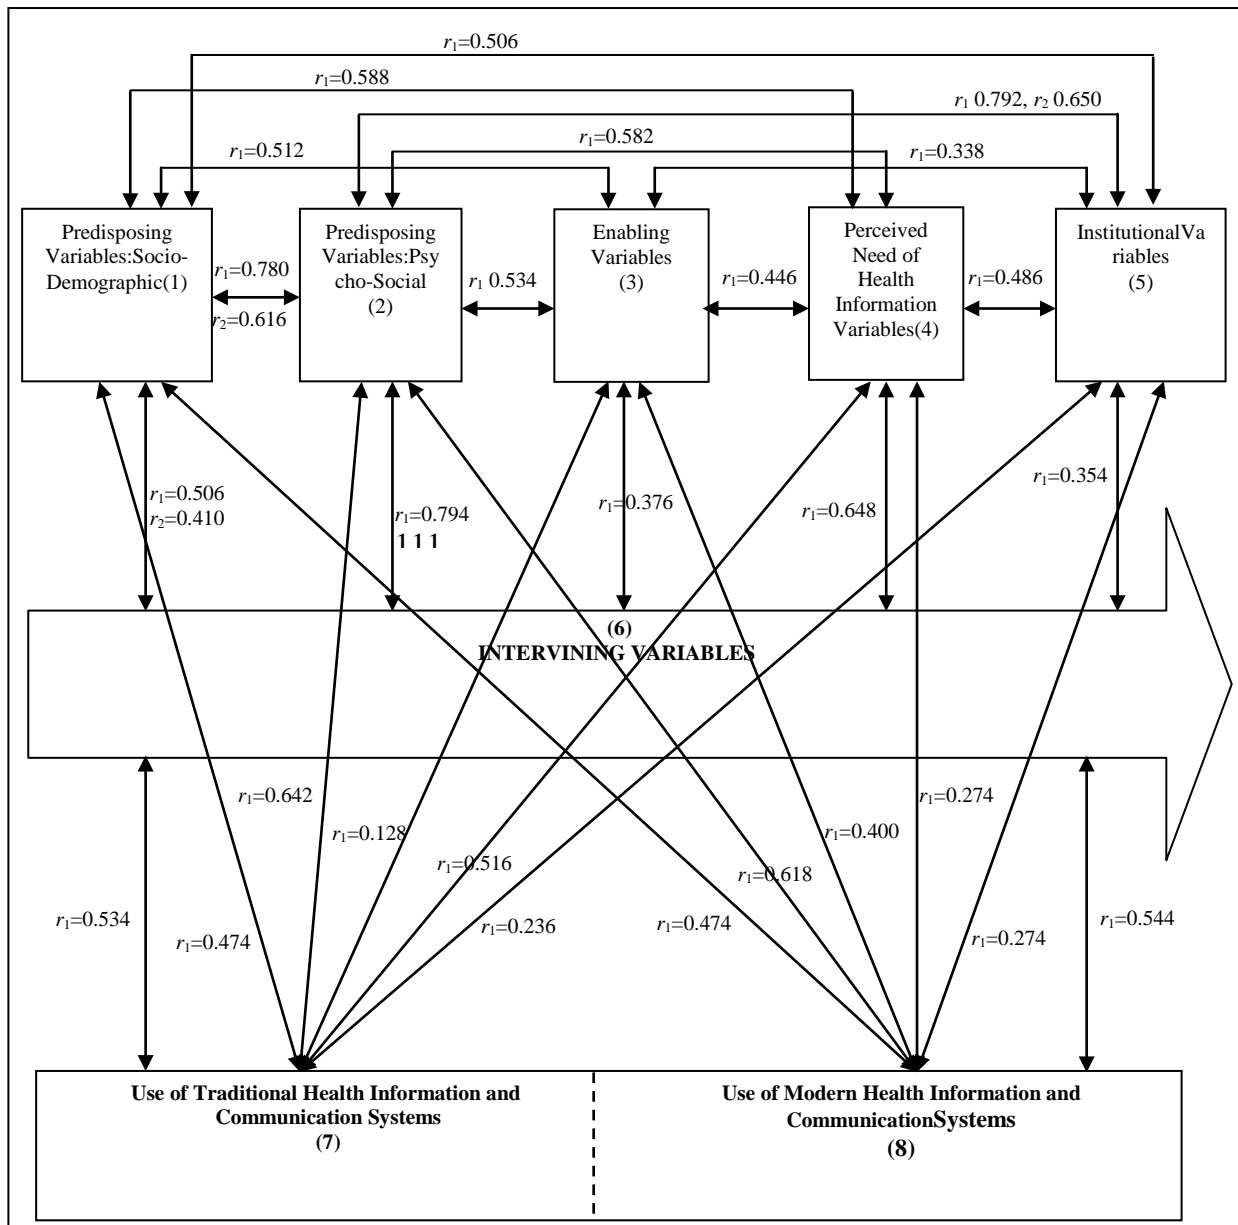 r1=0.506
r1=0.588
r1 0.792, r2 0.650
r1=0.582
r1=0.512
r1=0.338
Predisposing
Variables:Socio-
Demographic(1)
r1=0.780
r2=0.616
Predisposing
Variables:Psy
cho-Social
(2)
r1 0.534
Enabling
Variables
(3)
r1=0.446
Perceived
Need of
Health
Information
Variables(4)
r1=0.486
InstitutionalVa
riables
(5)
r1=0.506
r2=0.410
r1=0.794
1 1 1
r1=0.376
r1=0.648
r1=0.354
(6)
INTERVINING VARIABLES
r1=0.642
r1=0.128
r1=0.516
r1=0.400
r1=0.274
r1=0.618
r1=0.534
r1=0.474
r1=0.236
r1=0.474
r1=0.274
r1=0.544
Use of Traditional Health Information and
Communication Systems
(7)
Use of Modern Health Information and
CommunicationSystems
(8)